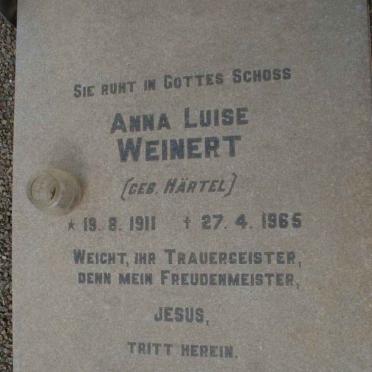 Sie ruht in Gottes Schoss
Anna Luise
Weinert
(geb. Härtel)
* 19. 8. 1911 † 27. 4. 1965
Weicht, ihr Trauergeister,
denn mein Freudenmeister,
Jesus,
tritt herein.